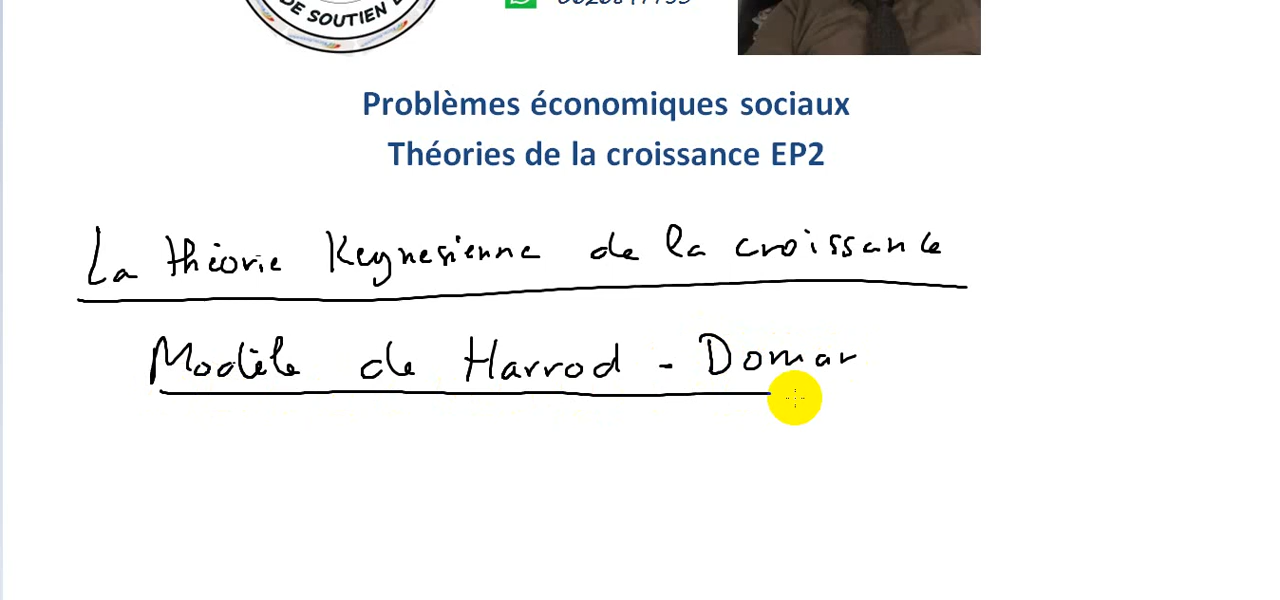 DE SOUTIEN
Problèmes économiques sociaux
Théories de la croissance EP2
La théorie Keynesienne de la croissance
Modèle de Harrod - Domar